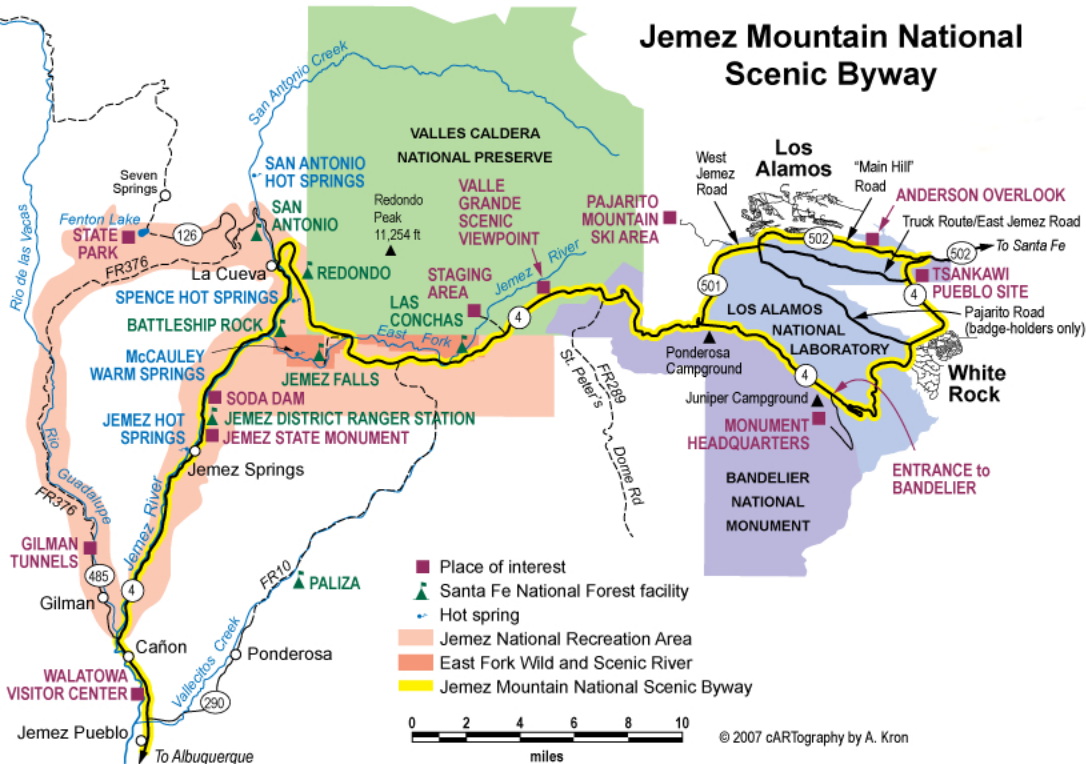 Jemez Mountain National
Scenic Byway
San Antonio Creek
VALLES CALDERA
NATIONAL PRESERVE
Los
Alamos
West
Jemez
Road
"Main Hill"
Road
ANDERSON OVERLOOK
Truck Route/East Jemez Road
502
502
To Santa Fe
SAN ANTONIO
HOT SPRINGS
Seven
Springs
Redondo
Peak
11,254 ft
VALLE
GRANDE
SCENIC
VIEWPOINT
PAJARITO
MOUNTAIN
SKI AREA
Rio de las Vacas
Fenton Lake
STATE
PARK
126
SAN
ANTONIO
FR376
La Cueva
REDONDO
Jemez River
STAGING
AREA
TSANKAWI
PUEBLO SITE
4
501
SPENCE HOT SPRINGS
LAS
CONCHAS
4
LOS ALAMOS
NATIONAL
LABORATORY
Pajarito Road
(badge-holders only)
BATTLESHIP ROCK
East Fork
McCAULEY
WARM SPRINGS
JEMEZ FALLS
Ponderosa
Campground
4
White
Rock
St. Peter's
Dome Rd
FR289
SODA DAM
JEMEZ DISTRICT RANGER STATION
JEMEZ STATE MONUMENT
JEMEZ HOT
SPRINGS
Jemez Springs
Juniper Campground
MONUMENT
HEADQUARTERS
ENTRANCE to
BANDELIER
BANDELIER
NATIONAL
MONUMENT
Rio
Guadalupe
FR376
Jemez River
GILMAN
TUNNELS
485
4
Gilman
FR10
PALIZA
Cañon
Ponderosa
Vallecitos Creek
WALATOWA
VISITOR CENTER
290
Jemez Pueblo
To Albuquerque
Place of interest
Santa Fe National Forest facility
Hot spring
Jemez National Recreation Area
East Fork Wild and Scenic River
Jemez Mountain National Scenic Byway
0 2 4 6 8 10
miles
© 2007 cARTography by A. Kron